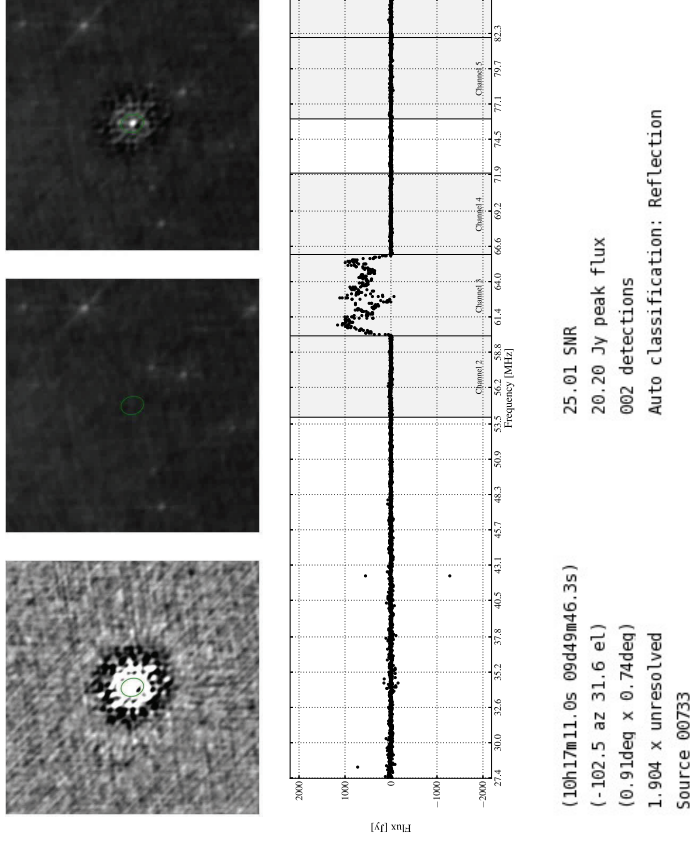 2000
1000
0
−1000
−2000
Flux [Jy]
27.4
30.0
32.6
35.2
37.8
40.5
43.1
45.7
48.3
50.9
53.5
56.2
58.8
61.4
64.0
66.6
69.2
71.9
74.5
77.1
79.7
82.3
Frequency [MHz]
Channel 2
Channel 3
Channel 4
Channel 5
(10h17m11.0s 09d49m46.3s)
(-102.5 az 31.6 el)
(0.91deg x 0.74deg)
1.904 x unresolved
Source 00733
25.01 SNR
20.20 Jy peak flux
002 detections
Auto classification: Reflection